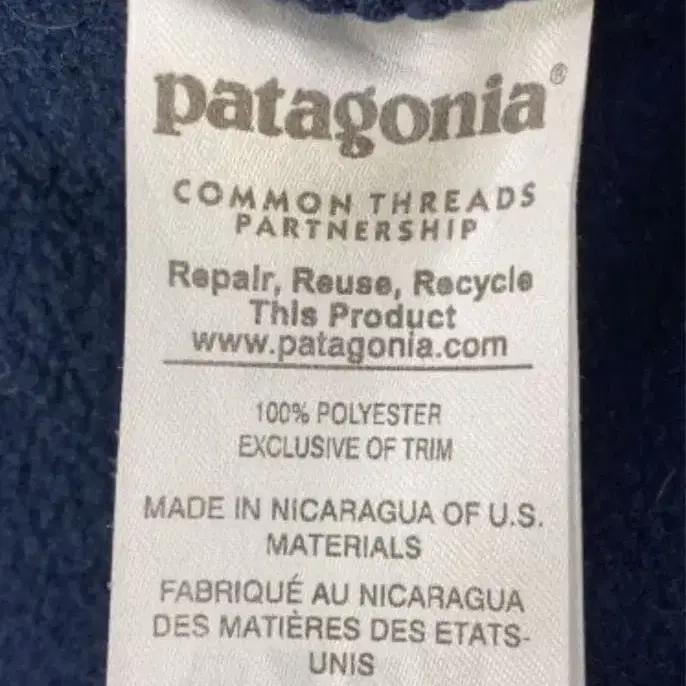 patagonia®
COMMON THREADS
PARTNERSHIP
Repair, Reuse, Recycle
This Product
www.patagonia.com
100% POLYESTER
EXCLUSIVE OF TRIM
MADE IN NICARAGUA OF U.S.
MATERIALS
FABRIQUÉ AU NICARAGUA
DES MATIÈRES DES ETATS-
UNIS